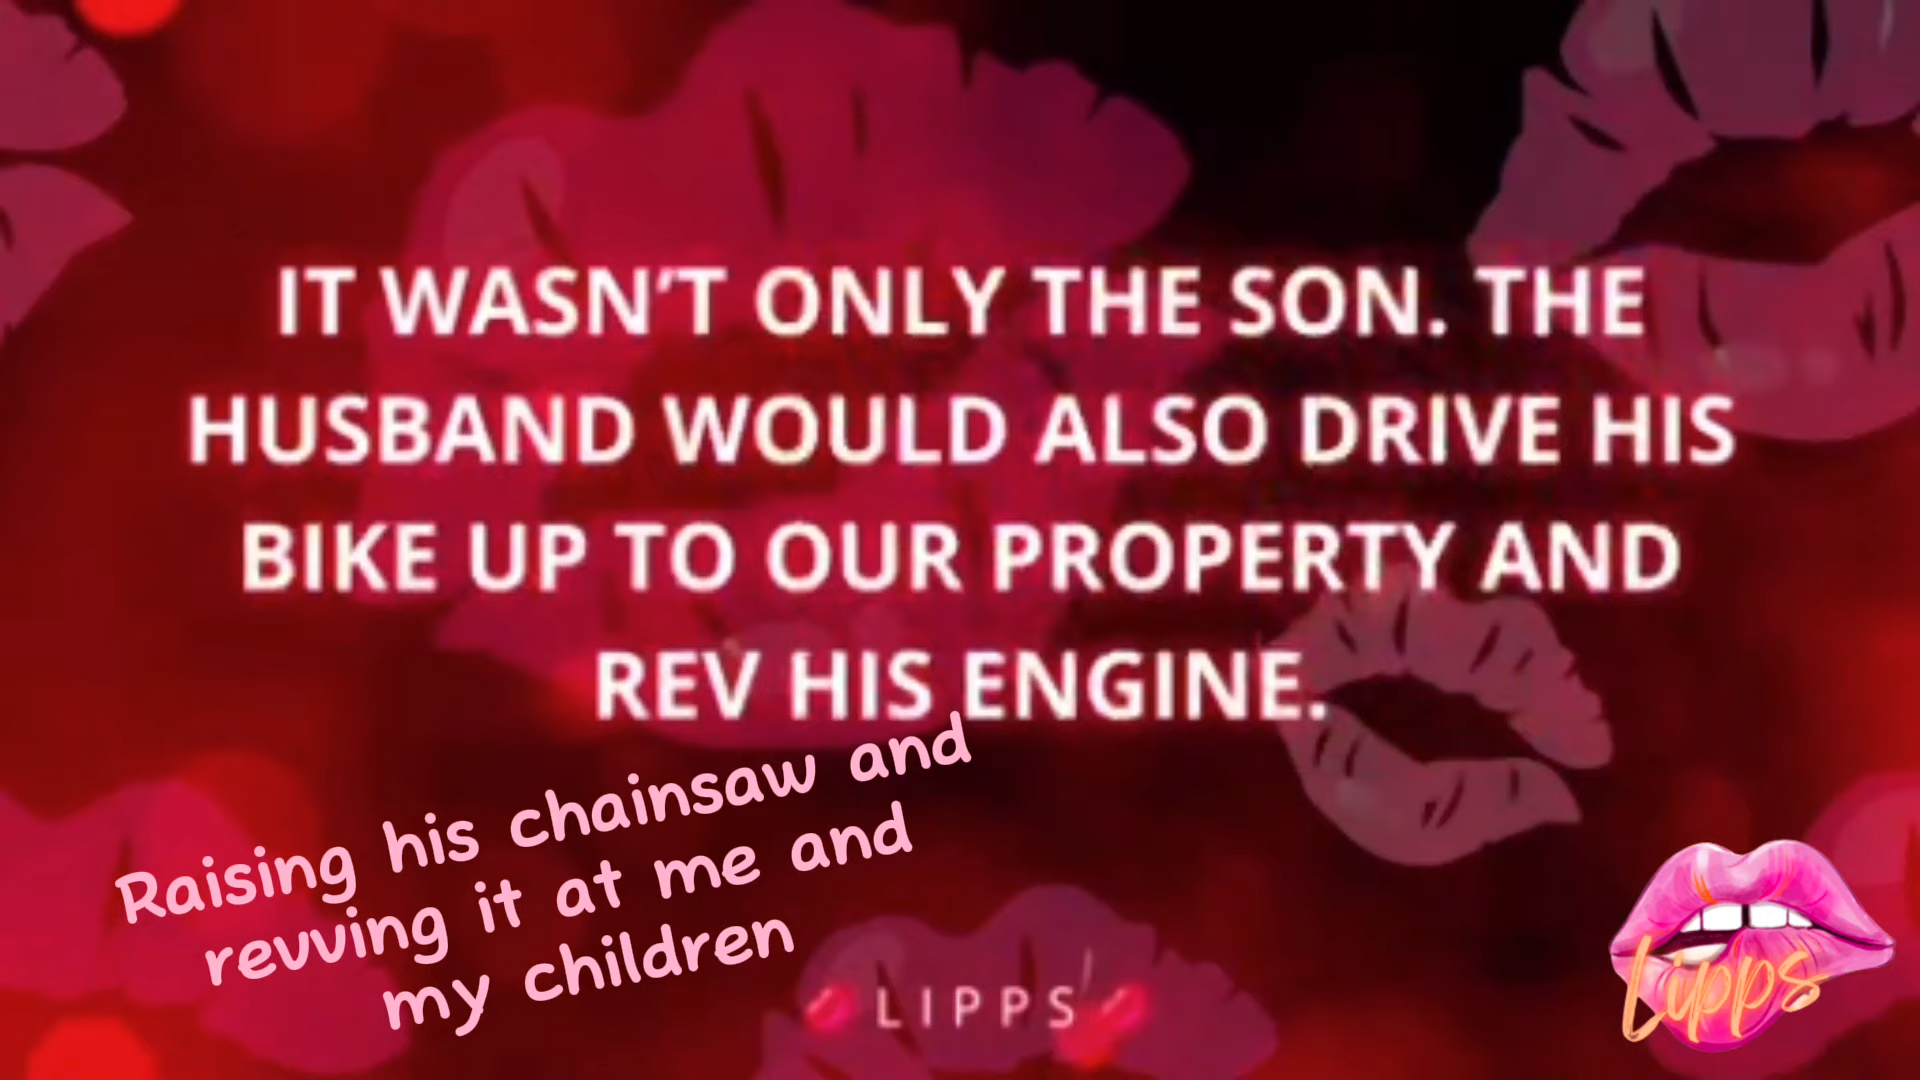 IT WASN'T ONLY THE SON. THE
HUSBAND WOULD ALSO DRIVE HIS
BIKE UP TO OUR PROPERTY AND
REV HIS ENGINE.
Raising his chainsaw and
revving it at me and
my children
LIPPS
Lipps